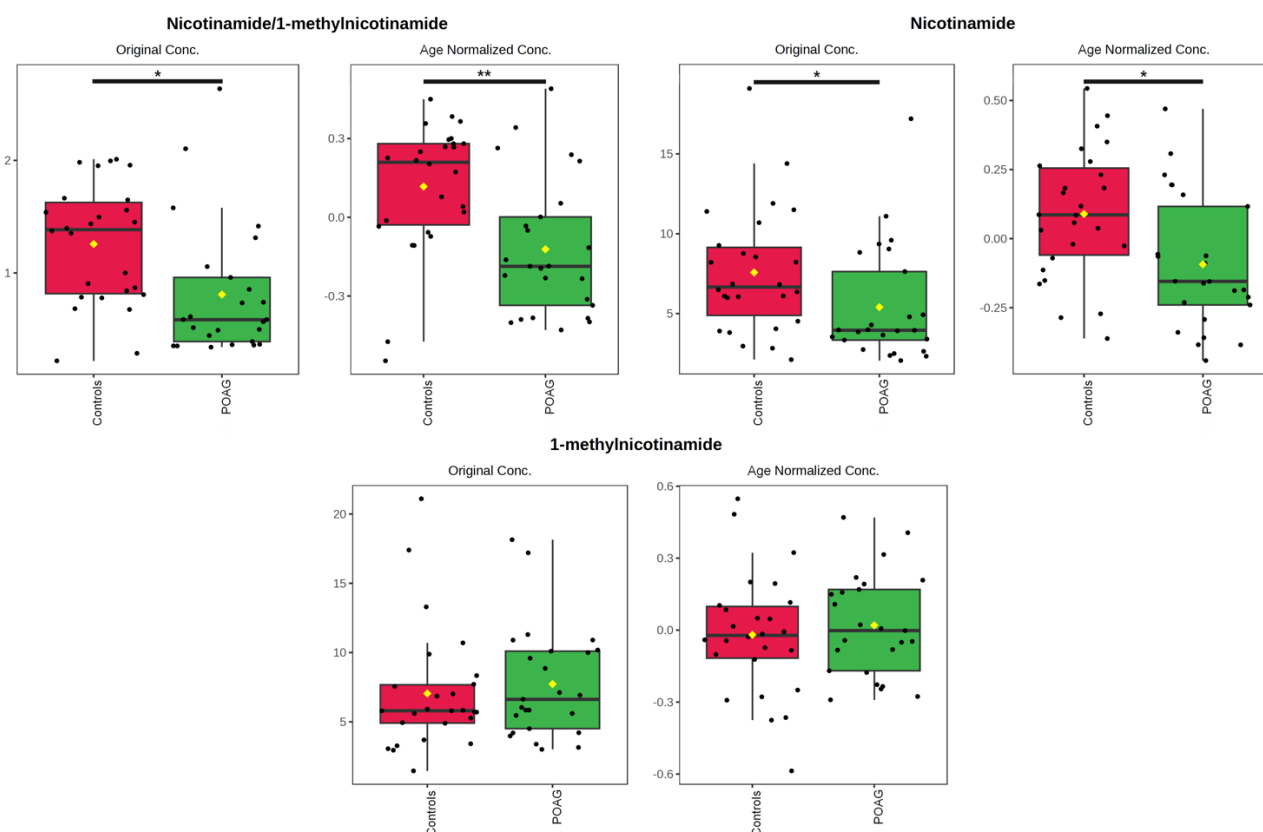 Nicotinamide/1-methylnicotinamide
Original Conc.
Age Normalized Conc.
*
**
2
1
0.3
0.0
-0.3
Controls
POAG
Controls
POAG
Nicotinamide
Original Conc.
Age Normalized Conc.
*
*
15
10
5
0.50
0.25
0.00
-0.25
Controls
POAG
Controls
POAG
1-methylnicotinamide
Original Conc.
Age Normalized Conc.
20
15
10
5
0.6
0.3
0.0
-0.3
-0.6
Controls
POAG
Controls
POAG